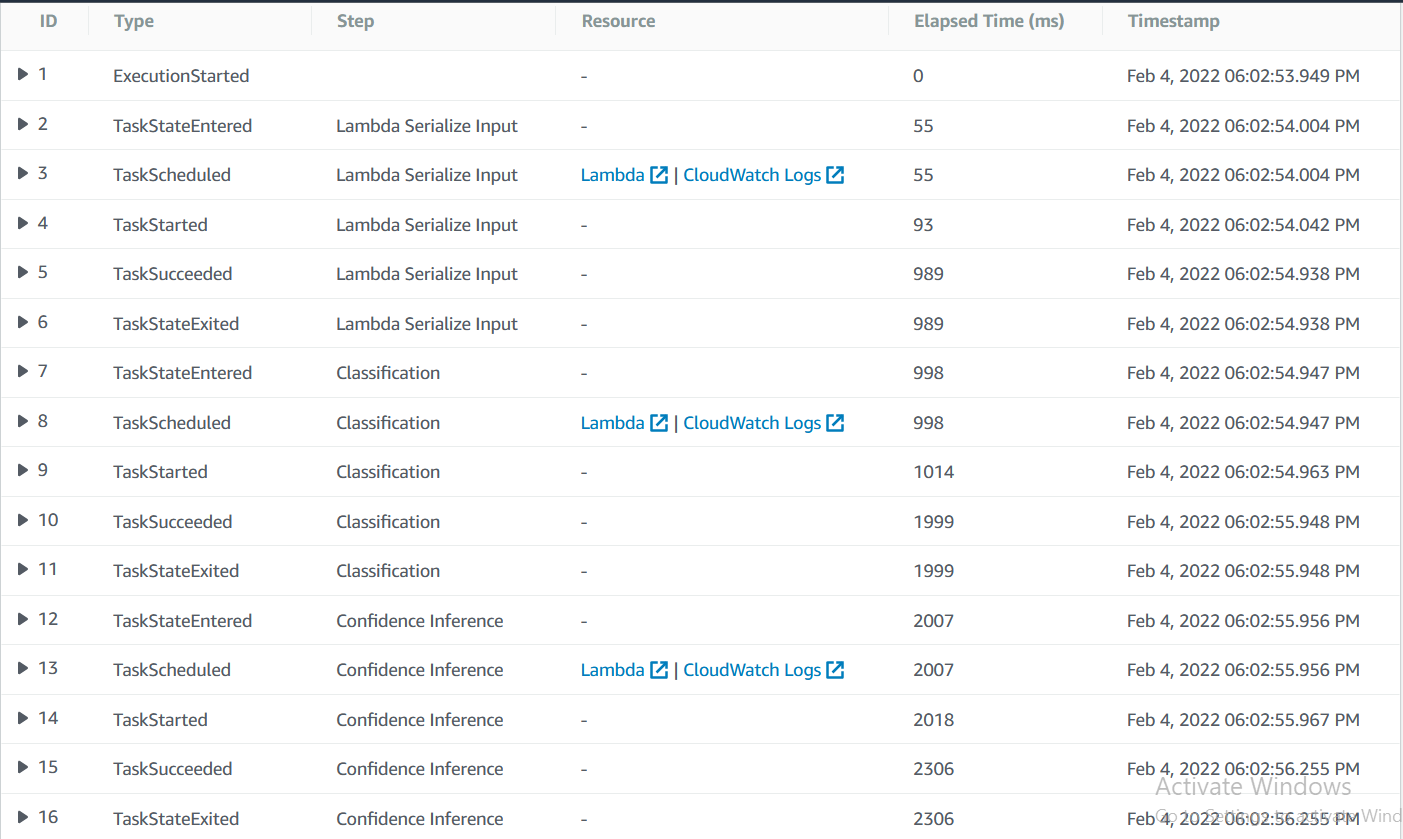 ID Type Step Resource Elapsed Time (ms) Timestamp
1 ExecutionStarted - 0 Feb 4, 2022 06:02:53.949 PM
2 TaskStateEntered Lambda Serialize Input - 55 Feb 4, 2022 06:02:54.004 PM
3 TaskScheduled Lambda Serialize Input Lambda | CloudWatch Logs 55 Feb 4, 2022 06:02:54.004 PM
4 TaskStarted Lambda Serialize Input - 93 Feb 4, 2022 06:02:54.042 PM
5 TaskSucceeded Lambda Serialize Input - 989 Feb 4, 2022 06:02:54.938 PM
6 TaskStateExited Lambda Serialize Input - 989 Feb 4, 2022 06:02:54.938 PM
7 TaskStateEntered Classification - 998 Feb 4, 2022 06:02:54.947 PM
8 TaskScheduled Classification Lambda | CloudWatch Logs 998 Feb 4, 2022 06:02:54.947 PM
9 TaskStarted Classification - 1014 Feb 4, 2022 06:02:54.963 PM
10 TaskSucceeded Classification - 1999 Feb 4, 2022 06:02:55.948 PM
11 TaskStateExited Classification - 1999 Feb 4, 2022 06:02:55.948 PM
12 TaskStateEntered Confidence Inference - 2007 Feb 4, 2022 06:02:55.956 PM
13 TaskScheduled Confidence Inference Lambda | CloudWatch Logs 2007 Feb 4, 2022 06:02:55.956 PM
14 TaskStarted Confidence Inference - 2018 Feb 4, 2022 06:02:55.967 PM
15 TaskSucceeded Confidence Inference - 2306 Feb 4, 2022 06:02:56.255 PM
Activate Windows
16 TaskStateExited Confidence Inference - 2306 Feb 4, 2022 06:02:56.255 PM
Go to Settings to activate Wind